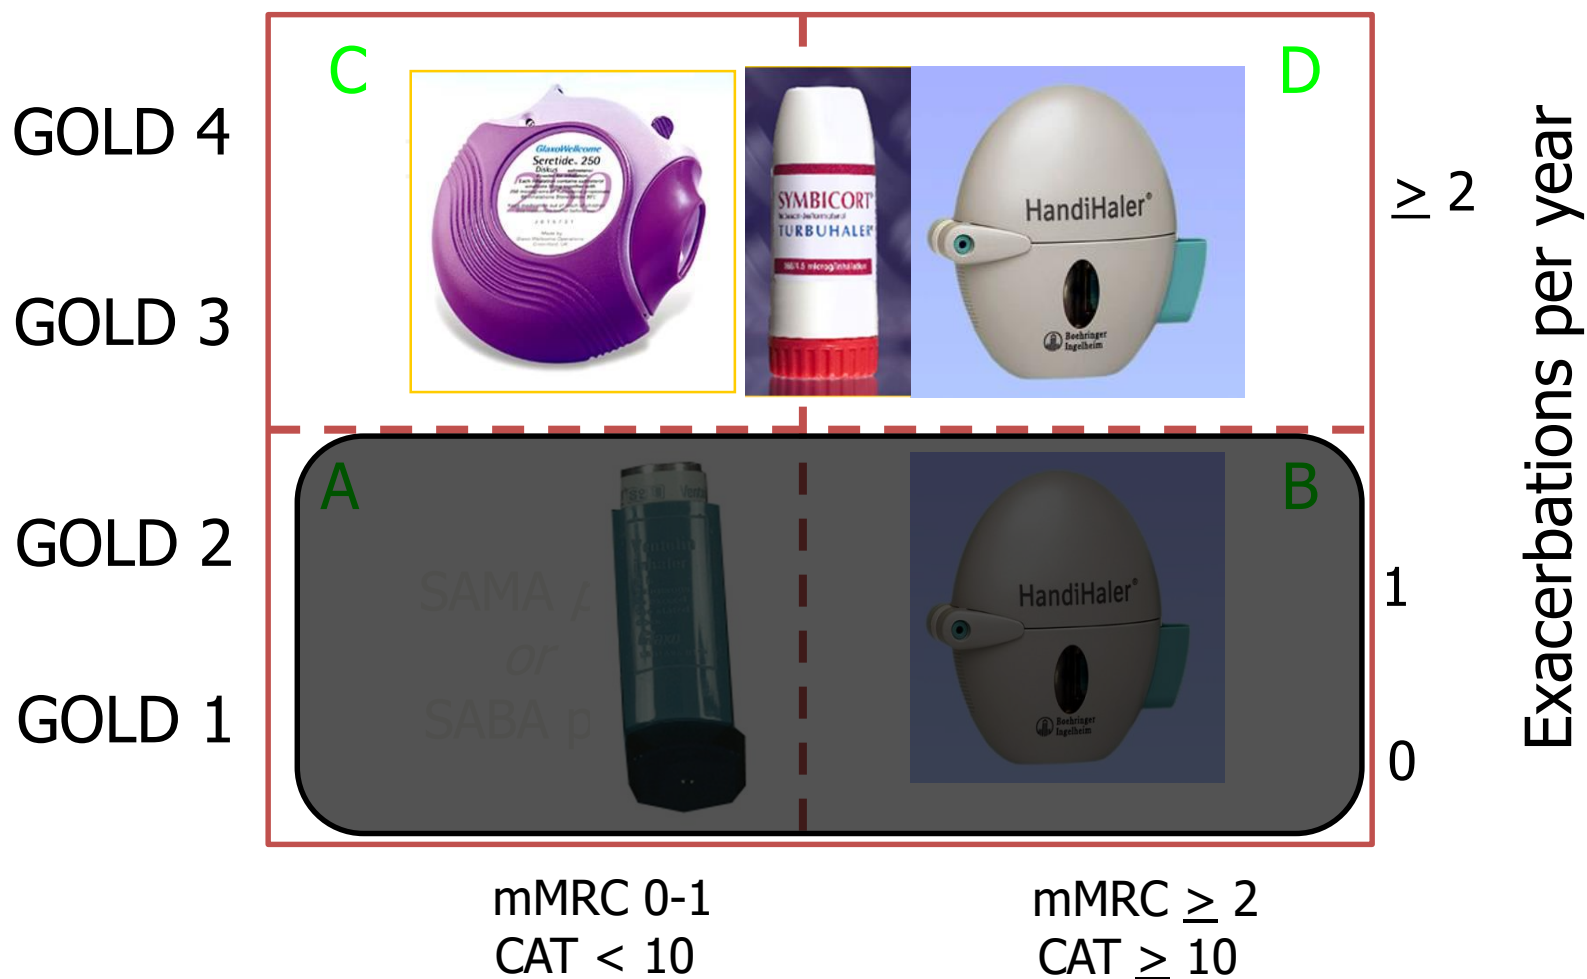 C
D
GOLD 4
GOLD 3
GlaxoWellcome
Seretide 250
Diskus
250
SYMBICORT
TURBUHALER
HandiHaler®
Boehringer
Ingelheim
≥ 2
Exacerbations per year
A
B
GOLD 2
GOLD 1
SAMA
or
SABA p
HandiHaler®
Boehringer
Ingelheim
1
0
mMRC 0-1
CAT < 10
mMRC ≥ 2
CAT ≥ 10